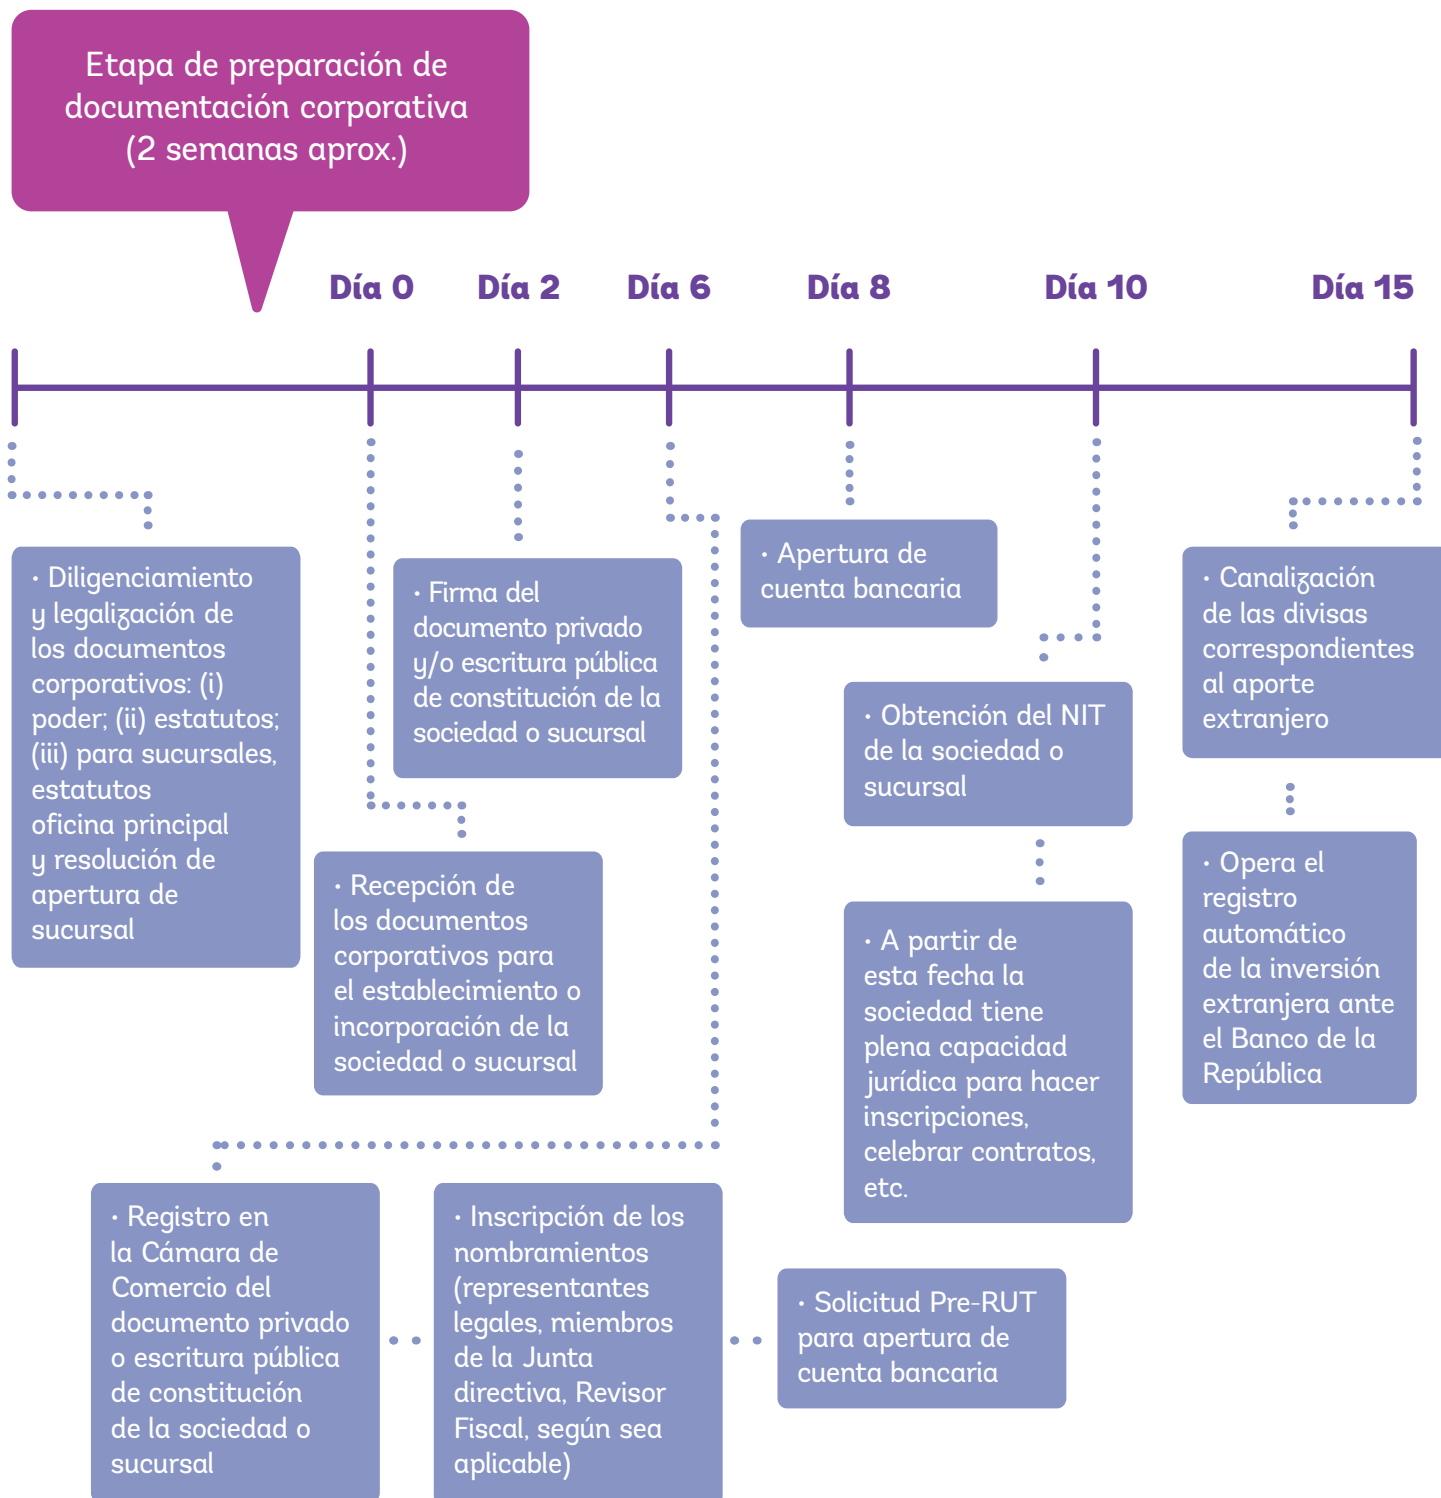 Etapa de preparación de
documentación corporativa
(2 semanas aprox.)
Día 0
Día 2
Día 6
Día 8
Día 10
Día 15
· Diligenciamiento
y legalización de
los documentos
corporativos: (i)
poder; (ii) estatutos;
(iii) para sucursales,
estatutos
oficina principal
y resolución de
apertura de
sucursal
· Recepción de
los documentos
corporativos para
el establecimiento o
incorporación de la
sociedad o sucursal
· Firma del
documento privado
y/o escritura pública
de constitución de la
sociedad o sucursal
· Registro en
la Cámara de
Comercio del
documento privado
o escritura pública
de constitución
de la sociedad o
sucursal
· Inscripción de los
nombramientos
(representantes
legales, miembros
de la Junta
directiva, Revisor
Fiscal, según sea
aplicable)
· Solicitud Pre-RUT
para apertura de
cuenta bancaria
· Apertura de
cuenta bancaria
· Obtención del NIT
de la sociedad o
sucursal
· A partir de
esta fecha la
sociedad tiene
plena capacidad
jurídica para hacer
inscripciones,
celebrar contratos,
etc.
· Canalización
de las divisas
correspondientes
al aporte
extranjero
· Opera el
registro
automático
de la inversión
extranjera ante
el Banco de la
República